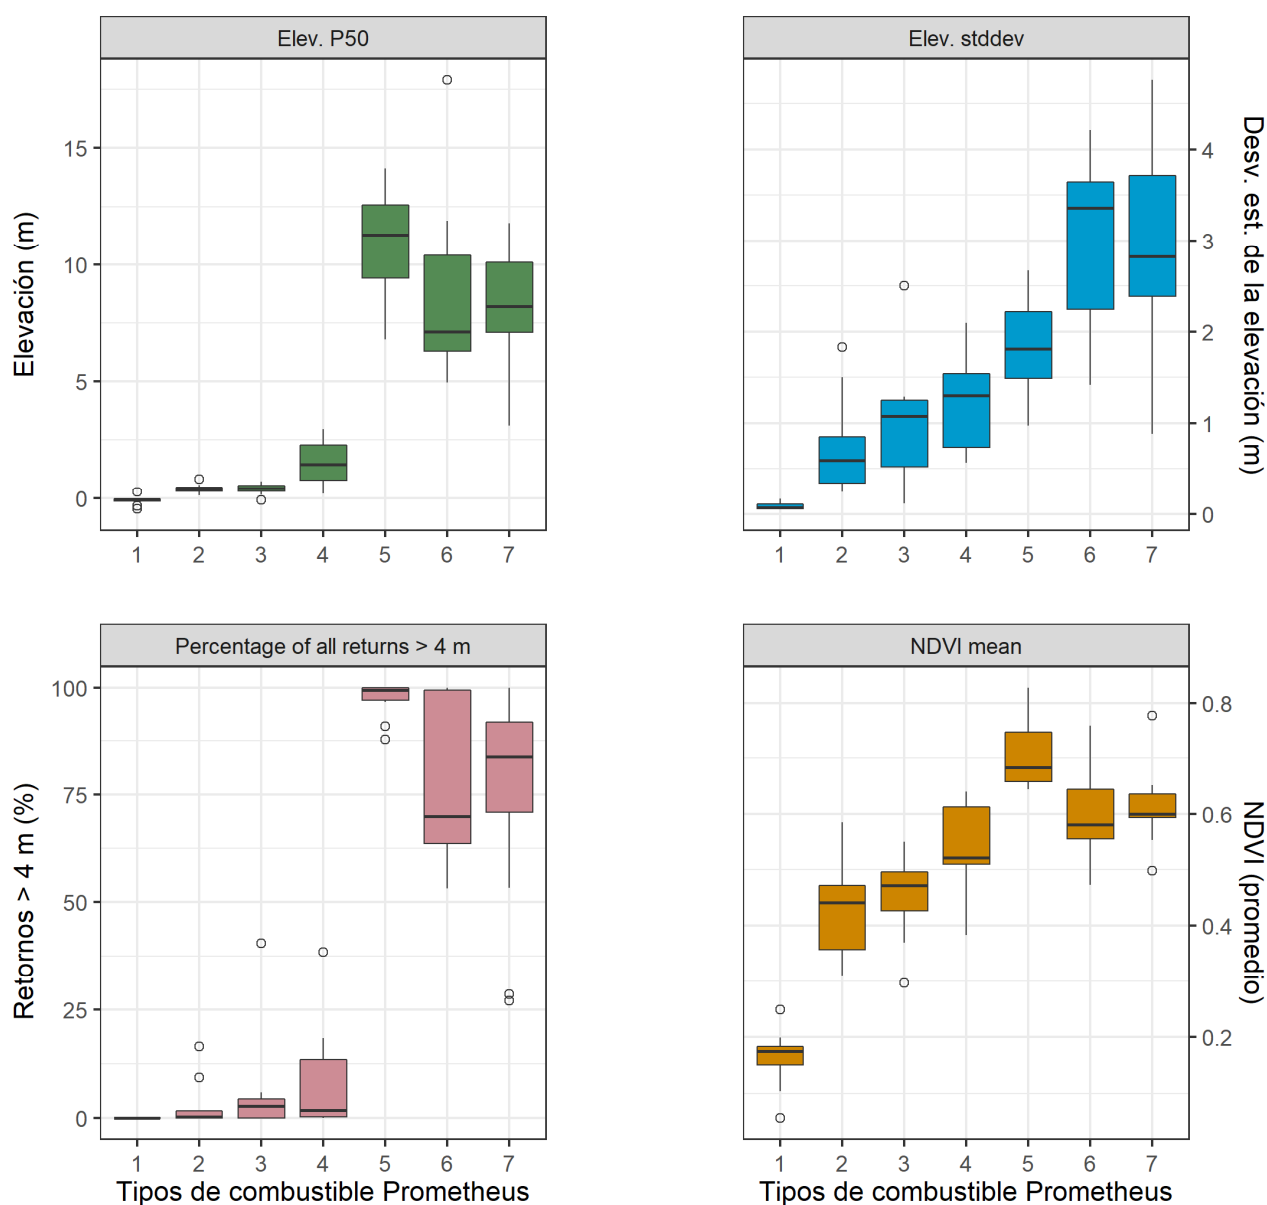 Elev. P50
Elevación (m)
15
10
5
0
1 2 3 4 5 6 7
Elev. stddev
Desv. est. de la elevación (m)
4
3
2
1
0
1 2 3 4 5 6 7
Percentage of all returns > 4 m
Retornos > 4 m (%)
100
75
50
25
0
1 2 3 4 5 6 7
Tipos de combustible Prometheus
NDVI mean
NDVI (promedio)
0.8
0.6
0.4
0.2
1 2 3 4 5 6 7
Tipos de combustible Prometheus